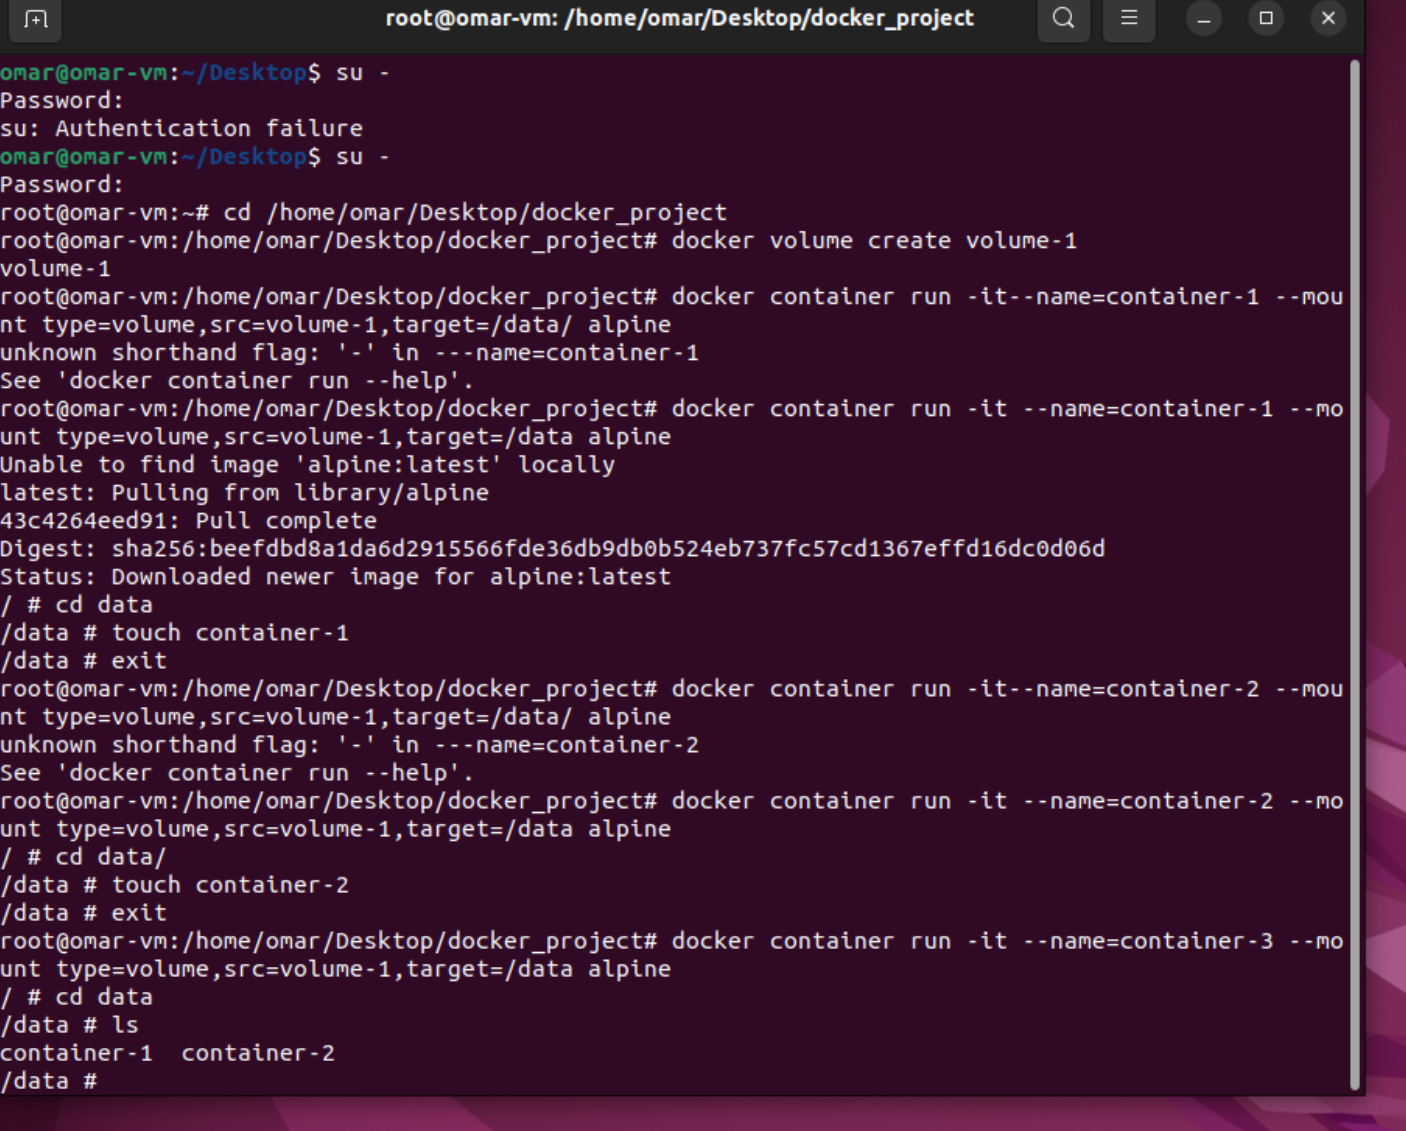 root@omar-vm: /home/omar/Desktop/docker_project
omar@omar-vm:~/Desktop$ su -
Password:
su: Authentication failure
omar@omar-vm:~/Desktop$ su -
Password:
root@omar-vm:~# cd /home/omar/Desktop/docker_project
root@omar-vm:/home/omar/Desktop/docker_project# docker volume create volume-1
volume-1
root@omar-vm:/home/omar/Desktop/docker_project# docker container run -it--name=container-1 --mou
nt type=volume,src=volume-1,target=/data/ alpine
unknown shorthand flag: '-' in ---name=container-1
See 'docker container run --help'.
root@omar-vm:/home/omar/Desktop/docker_project# docker container run -it --name=container-1 --mo
unt type=volume,src=volume-1,target=/data alpine
Unable to find image 'alpine:latest' locally
latest: Pulling from library/alpine
43c4264eed91: Pull complete
Digest: sha256:beefdbd8a1da6d2915566fde36db9db0b524eb737fc57cd1367effd16dc0d06d
Status: Downloaded newer image for alpine:latest
/ # cd data
/data # touch container-1
/data # exit
root@omar-vm:/home/omar/Desktop/docker_project# docker container run -it--name=container-2 --mou
nt type=volume,src=volume-1,target=/data/ alpine
unknown shorthand flag: '-' in ---name=container-2
See 'docker container run --help'.
root@omar-vm:/home/omar/Desktop/docker_project# docker container run -it --name=container-2 --mo
unt type=volume,src=volume-1,target=/data alpine
/ # cd data/
/data # touch container-2
/data # exit
root@omar-vm:/home/omar/Desktop/docker_project# docker container run -it --name=container-3 --mo
unt type=volume,src=volume-1,target=/data alpine
/ # cd data
/data # ls
container-1  container-2
/data #